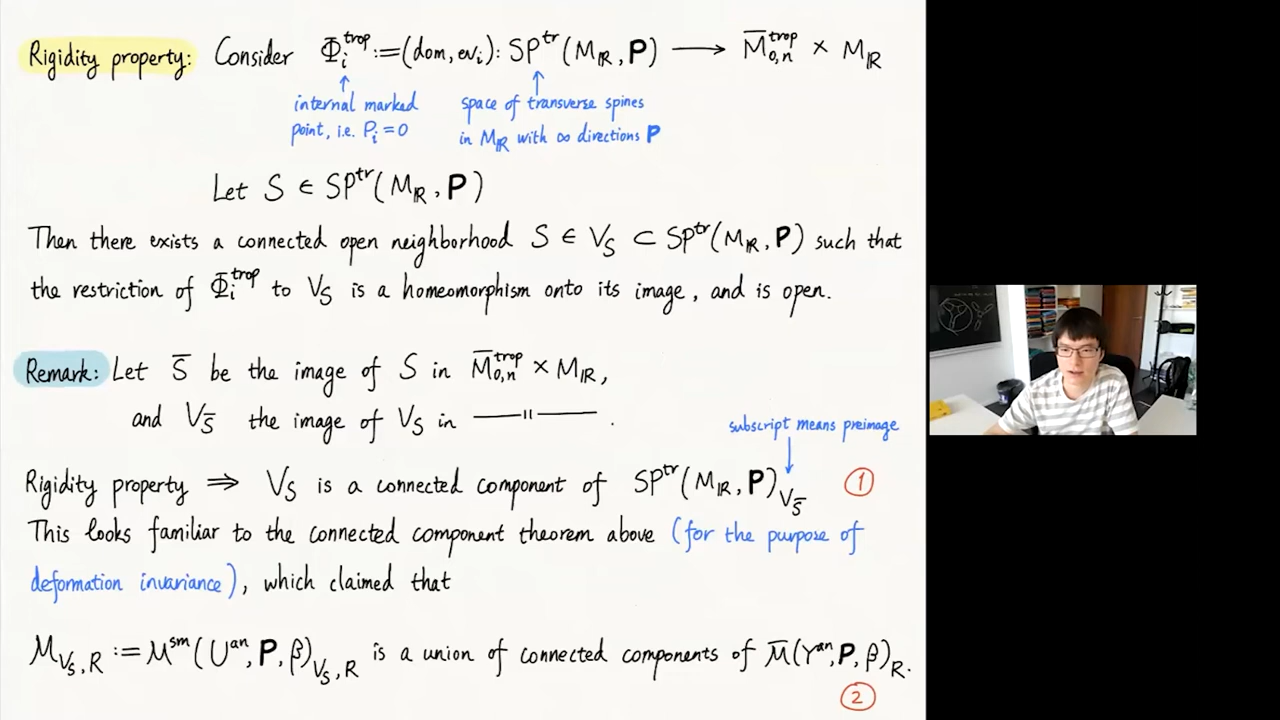 Rigidity property: Consider Φ_i^trop := (dom, ev_i): SP^tr(M_ℝ, P) ⟶ M̄_{0,n}^trop × M_ℝ
internal marked point, i.e. P_i = 0
space of transverse spines in M_ℝ with ∞ directions P
Let S ∈ SP^tr(M_ℝ, P)
Then there exists a connected open neighborhood S ∈ V_S ⊂ SP^tr(M_ℝ, P) such that
the restriction of Φ_i^trop to V_S is a homeomorphism onto its image, and is open.
Remark: Let S̄ be the image of S in M̄_{0,n}^trop × M_ℝ,
and V_S̄ the image of V_S in —— " —— .
subscript means preimage
Rigidity property ⇒ V_S is a connected component of SP^tr(M_ℝ, P)_{V_S̄} ①
This looks familiar to the connected component theorem above (for the purpose of
deformation invariance), which claimed that
M_{V_S,R} := M^sm(U^an, P, β)_{V_S,R} is a union of connected components of M̄(Y^an, P, β)_R.
②